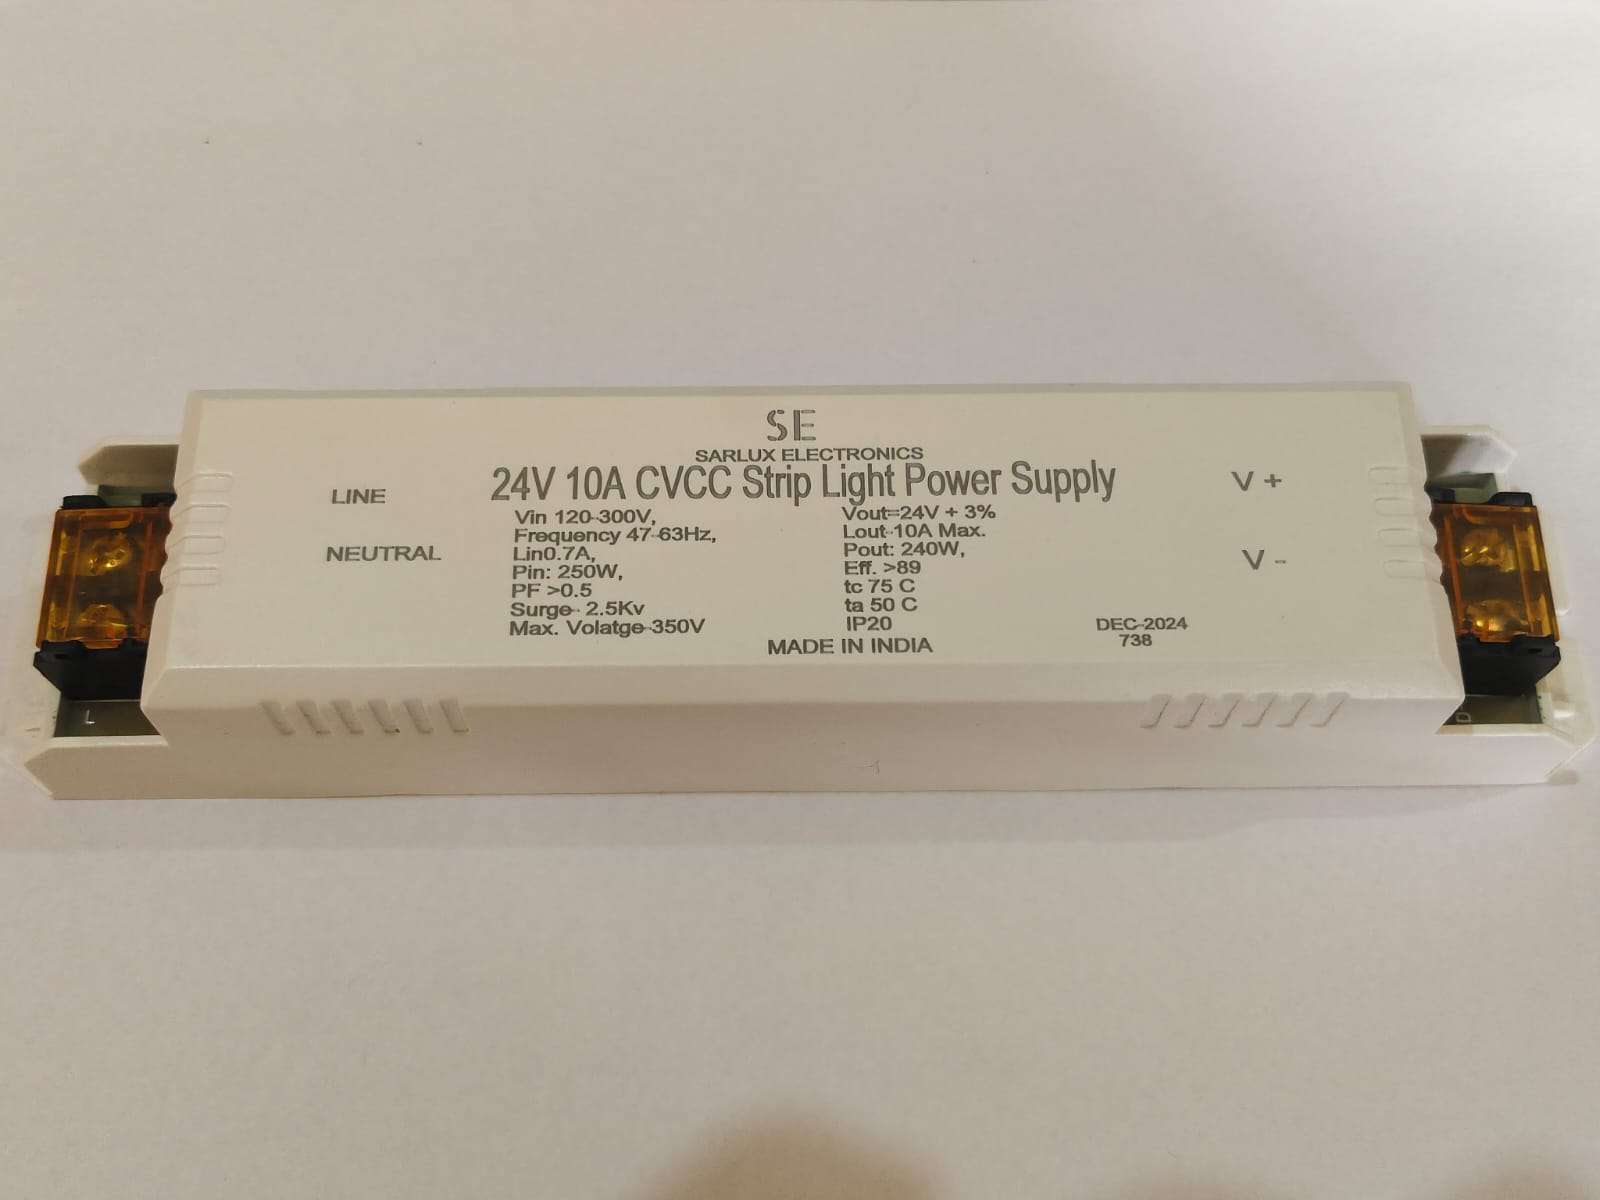 SE
SARLUX ELECTRONICS
24V 10A CVCC Strip Light Power Supply
LINE
NEUTRAL
Vin 120-300V,
Frequency 47-63Hz,
Lin0.7A,
Pin: 250W,
PF >0.5
Surge- 2.5Kv
Max. Volatge-350V
Vout=24V + 3%
Lout-10A Max.
Pout: 240W,
Eff. >89
tc 75 C
ta 50 C
IP20
MADE IN INDIA
V +
V -
DEC-2024
738
L